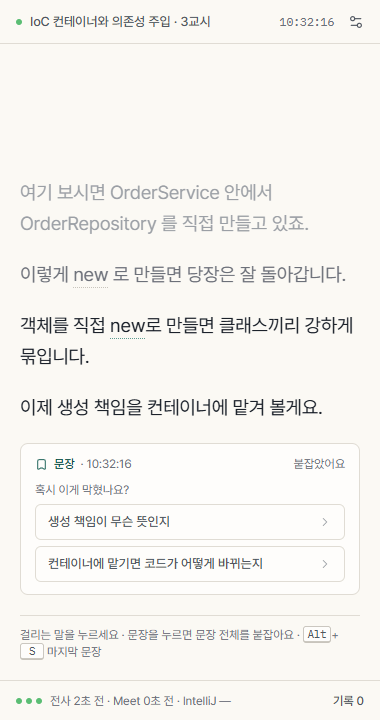 IoC 컨테이너와 의존성 주입 · 3교시 10:32:16
여기 보시면 OrderService 안에서
OrderRepository 를 직접 만들고 있죠.
이렇게 new 로 만들면 당장은 잘 돌아갑니다.
객체를 직접 new로 만들면 클래스끼리 강하게
묶입니다.
이제 생성 책임을 컨테이너에 맡겨 볼게요.
문장 · 10:32:16 붙잡았어요
혹시 이게 막혔나요?
생성 책임이 무슨 뜻인지
컨테이너에 맡기면 코드가 어떻게 바뀌는지
걸리는 말을 누르세요 · 문장을 누르면 문장 전체를 붙잡아요 · Alt +
S 마지막 문장
전사 2초 전 · Meet 0초 전 · IntelliJ — 기록 0